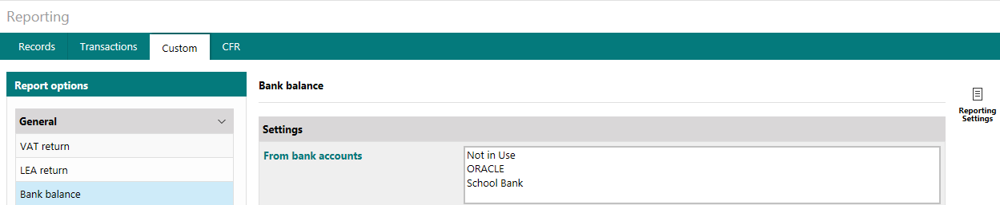 Reporting
Records Transactions Custom CFR
Report options
General
VAT return
LEA return
Bank balance
Bank balance
Settings
From bank accounts
Not in Use
ORACLE
School Bank
Reporting
Settings